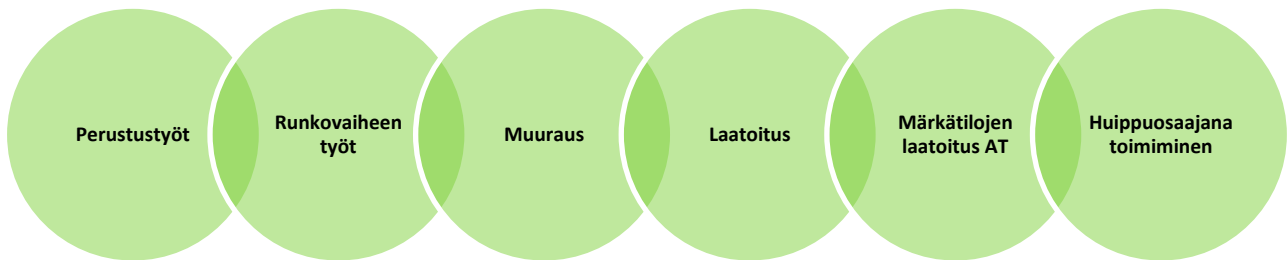 Perustustyöt
Runkovaiheen
työt
Muuraus
Laatoitus
Märkätilojen
laatoitus AT
Huippuosaajana
toimiminen